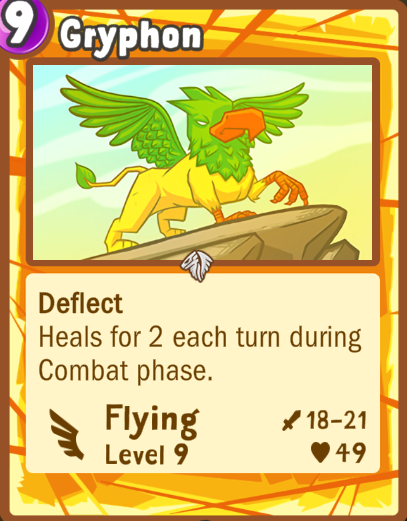 9
Gryphon
Deflect
Heals for 2 each turn during
Combat phase.
Flying
18–21
Level 9
49